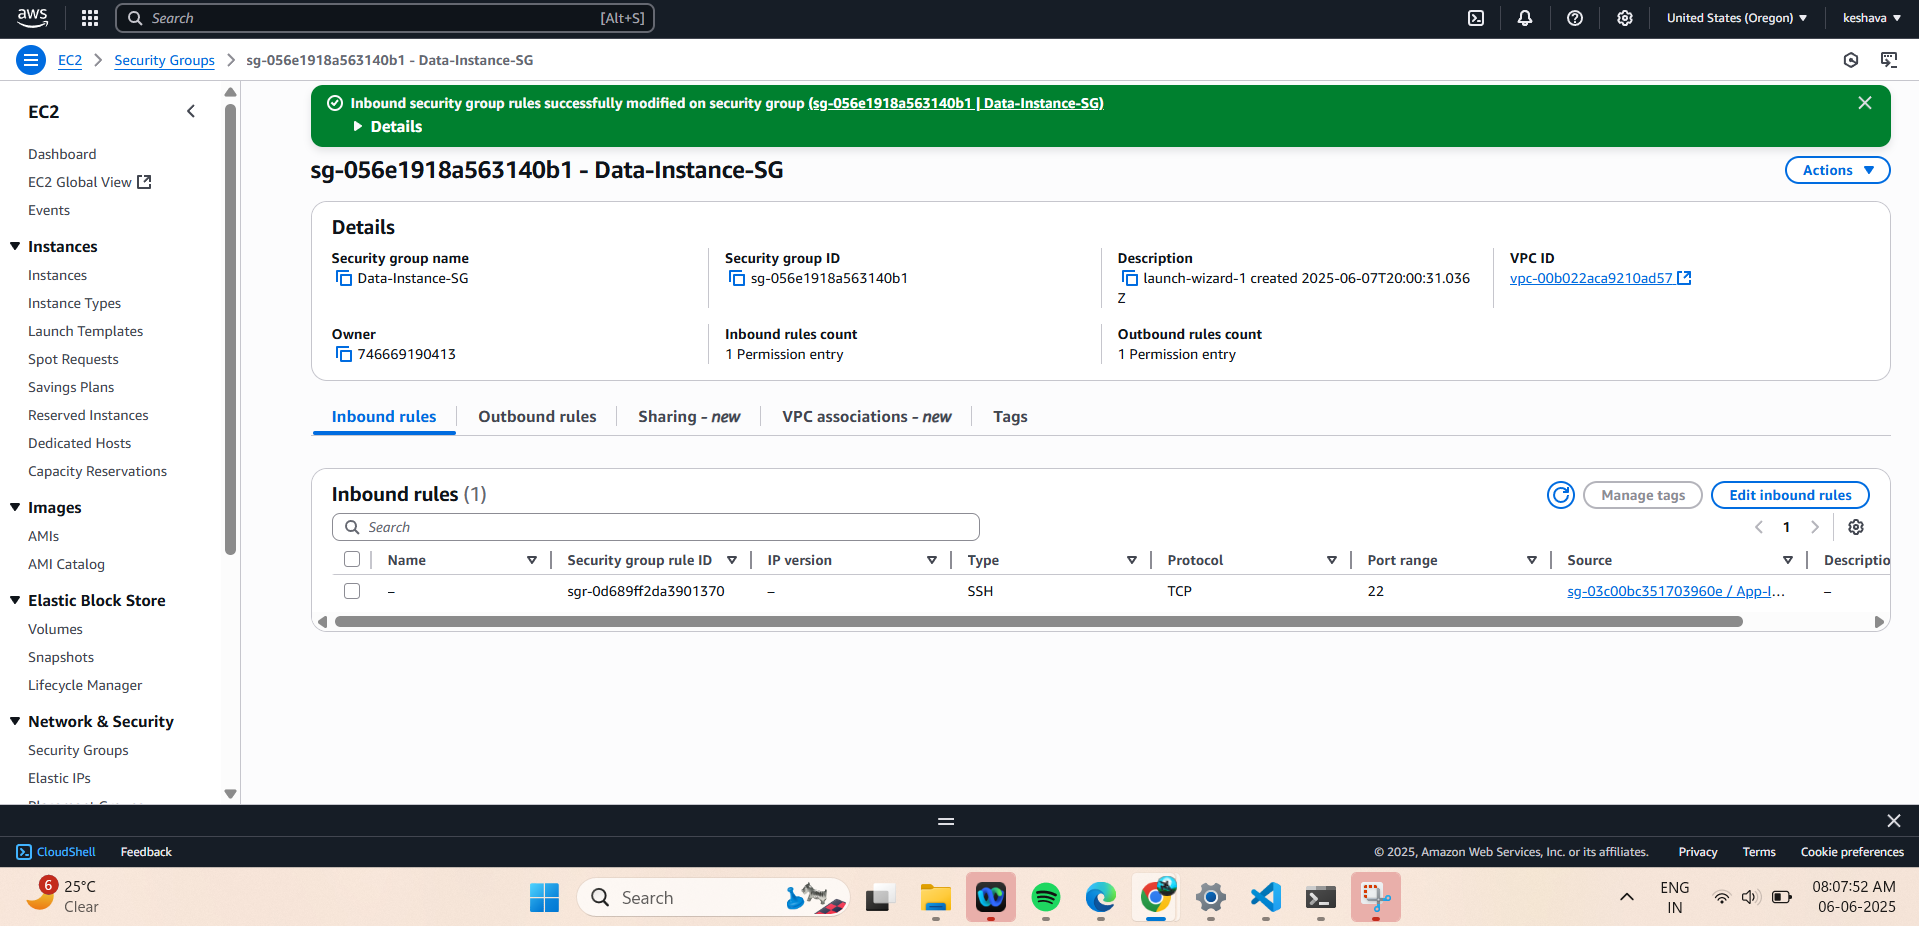 aws
Search [Alt+S]
United States (Oregon)
keshava
EC2
Security Groups
sg-056e1918a563140b1 - Data-Instance-SG
EC2
Dashboard
EC2 Global View
Events
Instances
Instances
Instance Types
Launch Templates
Spot Requests
Savings Plans
Reserved Instances
Dedicated Hosts
Capacity Reservations
Images
AMIs
AMI Catalog
Elastic Block Store
Volumes
Snapshots
Lifecycle Manager
Network & Security
Security Groups
Elastic IPs
Inbound security group rules successfully modified on security group (sg-056e1918a563140b1 | Data-Instance-SG)
Details
sg-056e1918a563140b1 - Data-Instance-SG
Actions
Details
Security group name
Data-Instance-SG
Security group ID
sg-056e1918a563140b1
Description
launch-wizard-1 created 2025-06-07T20:00:31.036
Z
VPC ID
vpc-00b022aca9210ad57
Owner
746669190413
Inbound rules count
1 Permission entry
Outbound rules count
1 Permission entry
Inbound rules
Outbound rules
Sharing - new
VPC associations - new
Tags
Inbound rules (1)
Manage tags
Edit inbound rules
Search
1
Name Security group rule ID IP version Type Protocol Port range Source Descriptio
– sgr-0d689ff2da3901370 – SSH TCP 22 sg-03c00bc351703960e / App-I... –
CloudShell
Feedback
© 2025, Amazon Web Services, Inc. or its affiliates.
Privacy
Terms
Cookie preferences
6
25°C
Clear
Search
ENG
IN
08:07:52 AM
06-06-2025